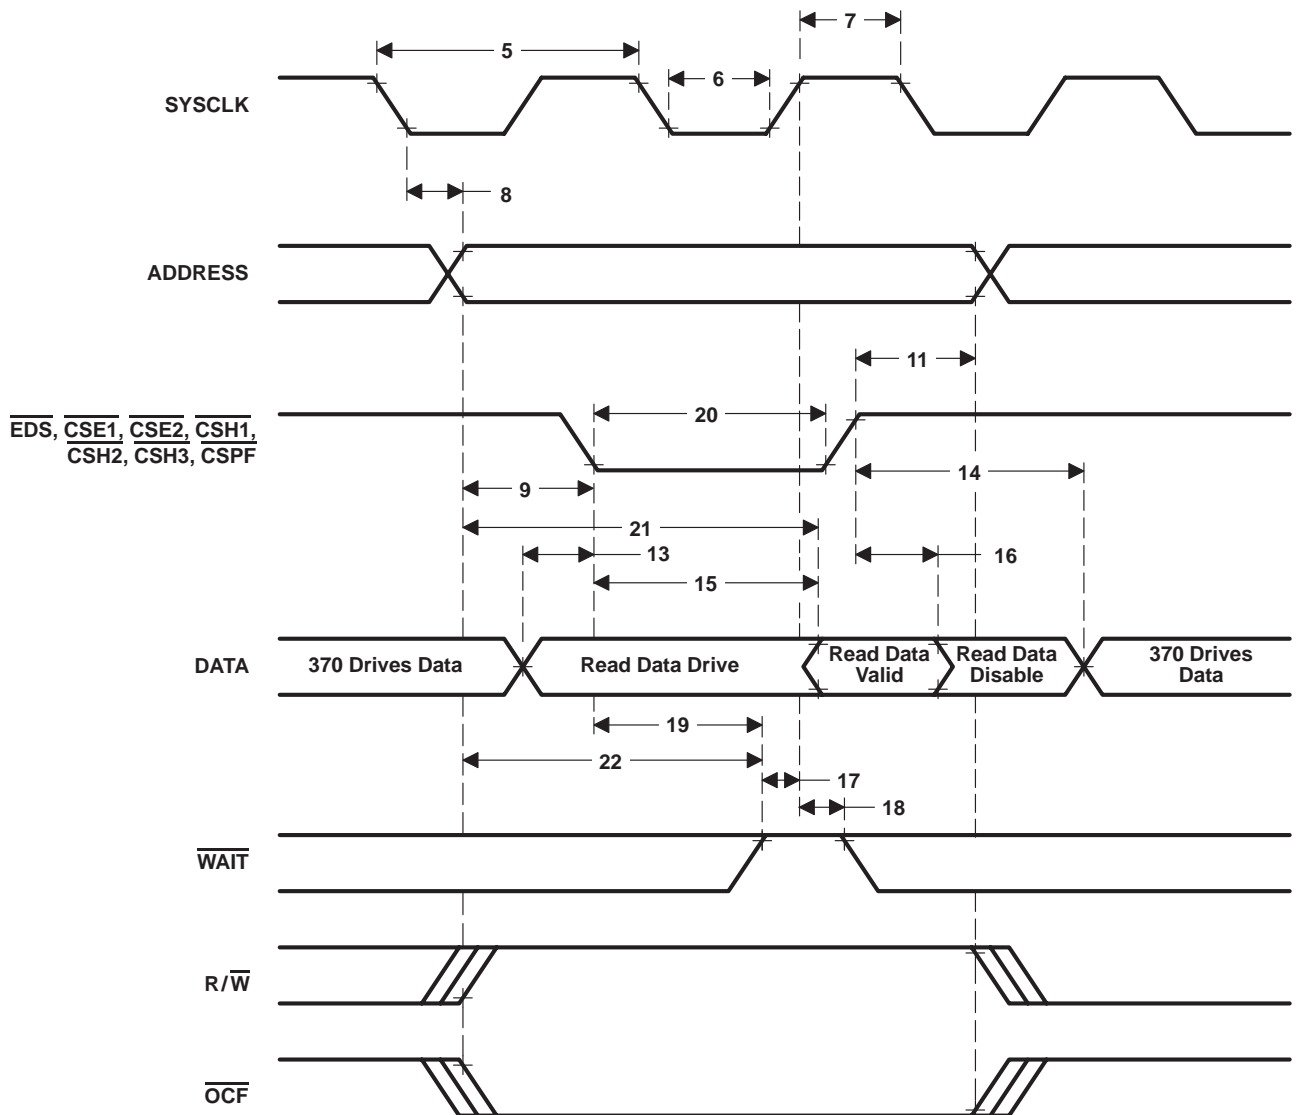 7
5
6
SYSCLK
8
ADDRESS
11
20
EDS, CSE1, CSE2, CSH1,
CSH2, CSH3, CSPF
14
9
21
13
16
15
DATA
370 Drives Data
Read Data Drive
Read Data
Valid
Read Data
Disable
370 Drives
Data
19
22
17
18
WAIT
R/W
OCF